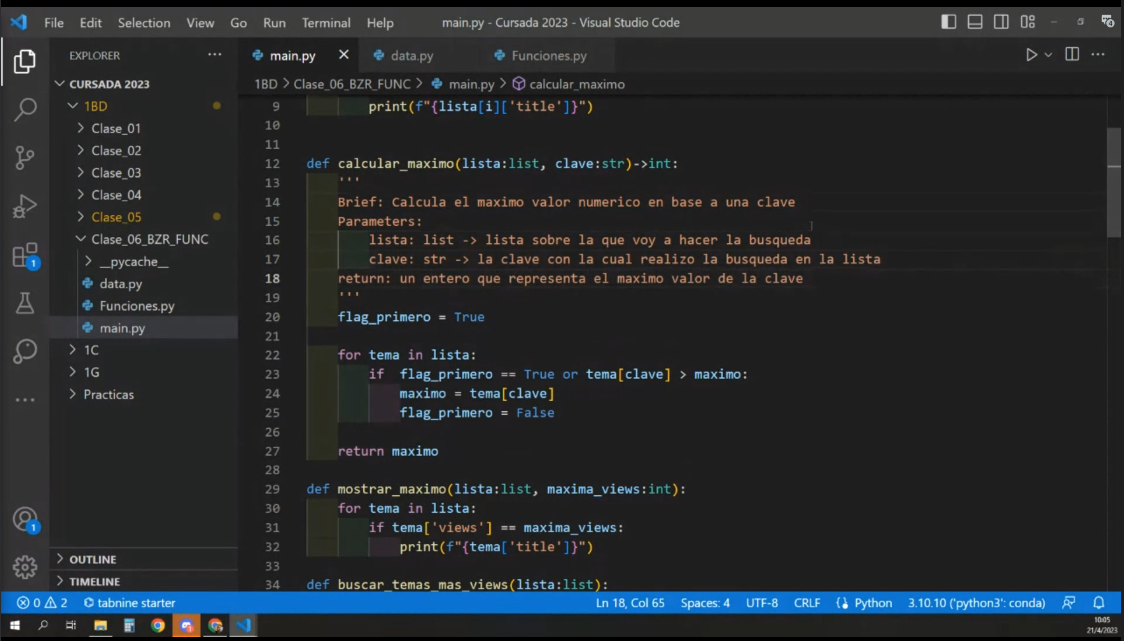 File Edit Selection View Go Run Terminal Help main.py - Cursada 2023 - Visual Studio Code
EXPLORER ···
main.py × data.py Funciones.py
CURSADA 2023
1BD > Clase_06_BZR_FUNC > main.py > calcular_maximo
1BD
Clase_01
Clase_02
Clase_03
Clase_04
Clase_05
Clase_06_BZR_FUNC
__pycache__
data.py
Funciones.py
main.py
1C
1G
Practicas
OUTLINE
TIMELINE
1
1
9 print(f"{lista[i]['title']}")
10
11
12 def calcular_maximo(lista:list, clave:str)->int:
13 '''
14 Brief: Calcula el maximo valor numerico en base a una clave
15 Parameters:
16 lista: list -> lista sobre la que voy a hacer la busqueda
17 clave: str -> la clave con la cual realizo la busqueda en la lista
18 return: un entero que representa el maximo valor de la clave
19 '''
20 flag_primero = True
21
22 for tema in lista:
23 if  flag_primero == True or tema[clave] > maximo:
24 maximo = tema[clave]
25 flag_primero = False
26
27 return maximo
28
29 def mostrar_maximo(lista:list, maxima_views:int):
30 for tema in lista:
31 if tema['views'] == maxima_views:
32 print(f"{tema['title']}")
33
34 def buscar_temas_mas_views(lista:list):
0 2 tabnine starter Ln 18, Col 65 Spaces: 4 UTF-8 CRLF Python 3.10.10 ('python3': conda)
10:05
21/4/2023